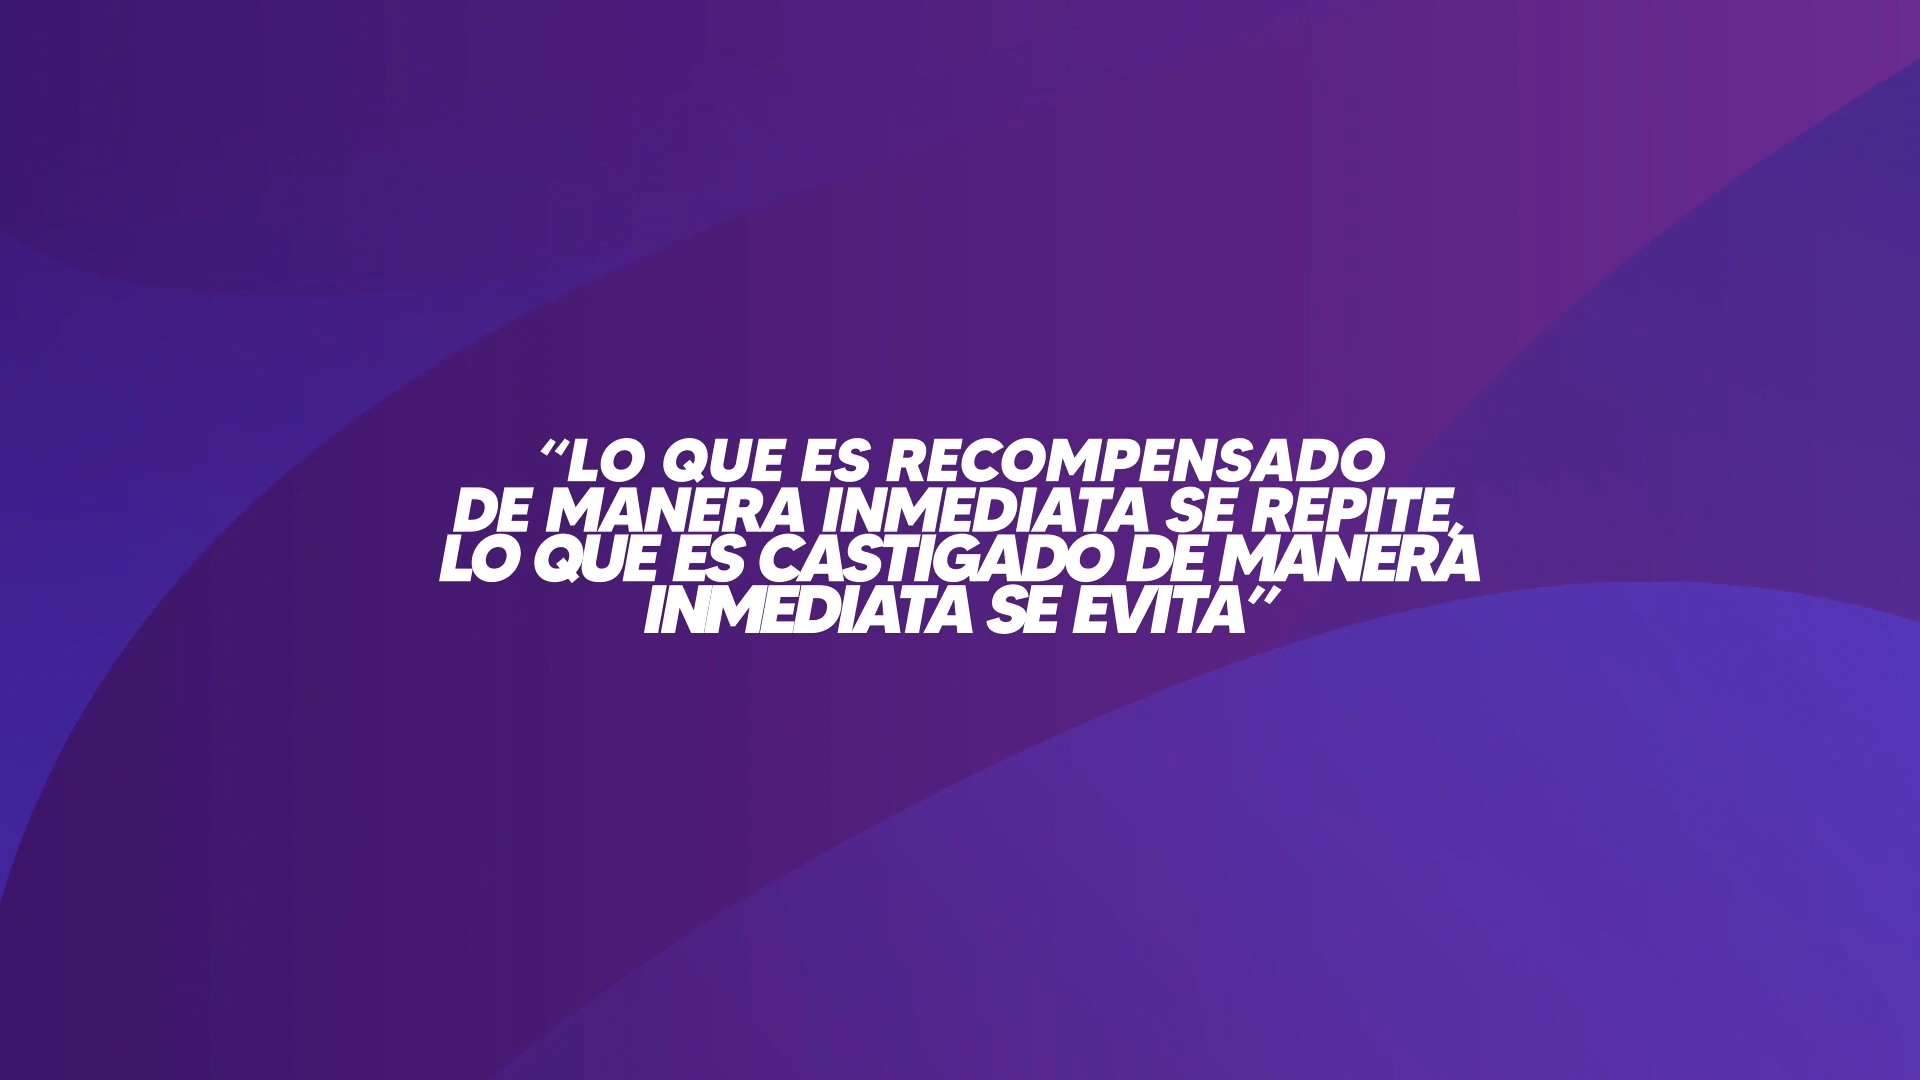 “LO QUE ES RECOMPENSADO
DE MANERA INMEDIATA SE REPITE,
LO QUE ES CASTIGADO DE MANERA
INMEDIATA SE EVITA”